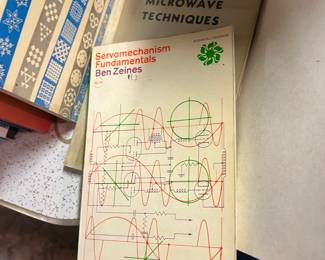 MICROWAVE
TECHNIQUES
Servomechanism
Fundamentals
Ben Zeines